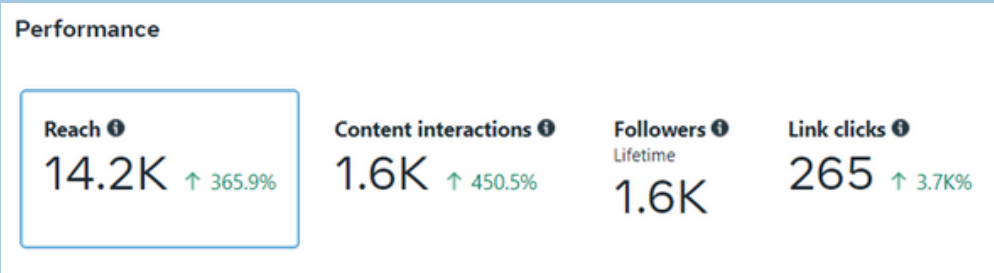 Performance
Reach
14.2K ↑ 365.9%
Content interactions
1.6K ↑ 450.5%
Followers
Lifetime
1.6K
Link clicks
265 ↑ 3.7K%